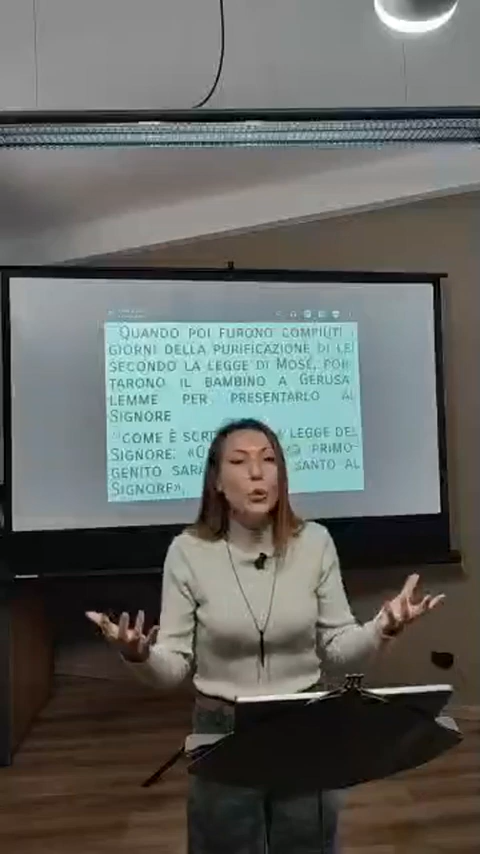 QUANDO POI FURONO COMPIUTI
GIORNI DELLA PURIFICAZIONE DI LE
SECONDO LA LEGGE DI MOSÈ, POR
TARONO IL BAMBINO A GERUSA
LEMME PER PRESENTARLO AL
SIGNORE
COME È LEGGE DEL
SIGNORE: PRIMO-
GENITO SARÀ SANTO AL
SIGNORE»,